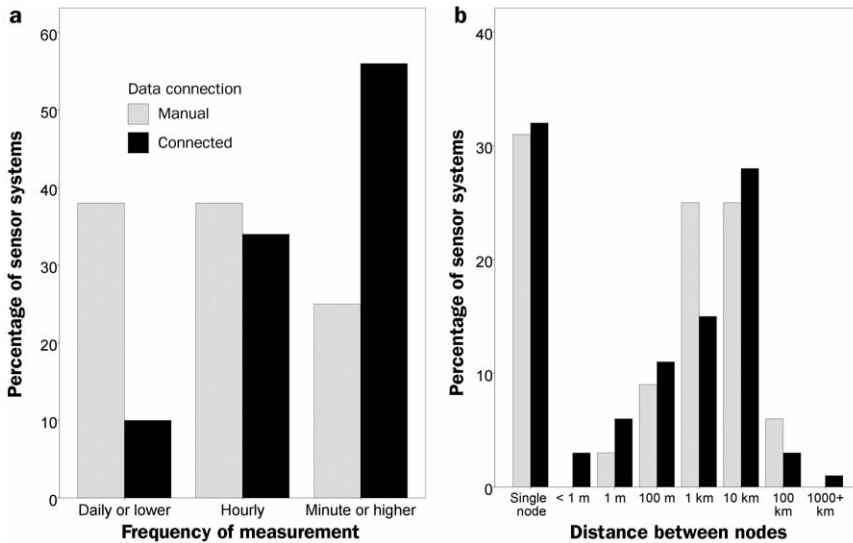 a
60
50
40
30
20
10
0
Percentage of sensor systems
Data connection
Manual
Connected
Daily or lower
Hourly
Minute or higher
Frequency of measurement
b
40
30
20
10
0
Percentage of sensor systems
Single
node
< 1 m
1 m
100 m
1 km
10 km
100
km
1000+
km
Distance between nodes